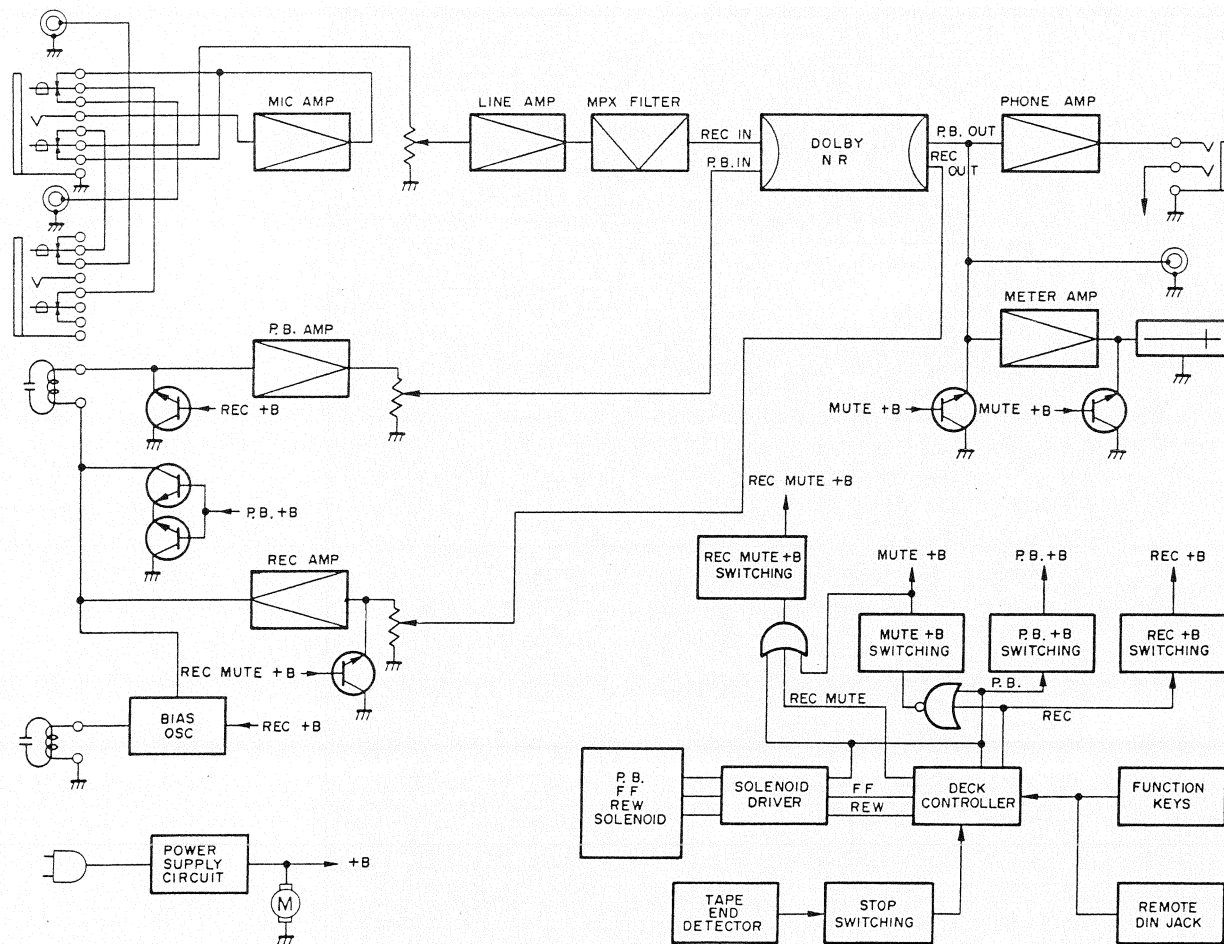 MIC AMP
LINE AMP
MPX FILTER
REC IN
P.B. IN
DOLBY
NR
P.B. OUT
REC
OUT
PHONE AMP
METER AMP
P.B. AMP
REC +B
MUTE +B
MUTE +B
P.B. +B
REC AMP
REC MUTE +B
BIAS
OSC
REC +B
REC MUTE +B
REC MUTE +B
SWITCHING
MUTE +B
P.B. +B
REC +B
MUTE +B
SWITCHING
P.B. +B
SWITCHING
REC +B
SWITCHING
P.B.
REC MUTE
REC
P.B.
FF
REW
SOLENOID
SOLENOID
DRIVER
FF
REW
DECK
CONTROLLER
FUNCTION
KEYS
POWER
SUPPLY
CIRCUIT
+B
M
TAPE
END
DETECTOR
STOP
SWITCHING
REMOTE
DIN JACK